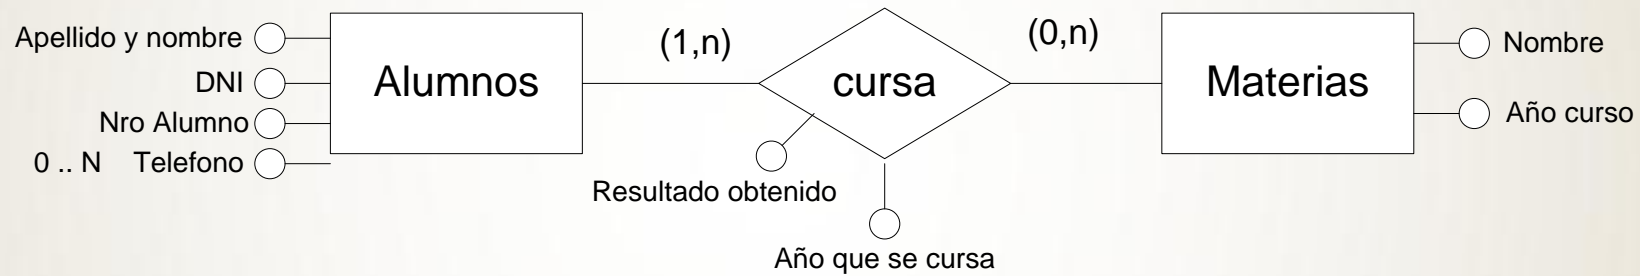 Apellido y nombre
DNI
Nro Alumno
0 .. N Telefono
Alumnos
(1,n)
cursa
(0,n)
Resultado obtenido
Año que se cursa
Materias
Nombre
Año curso